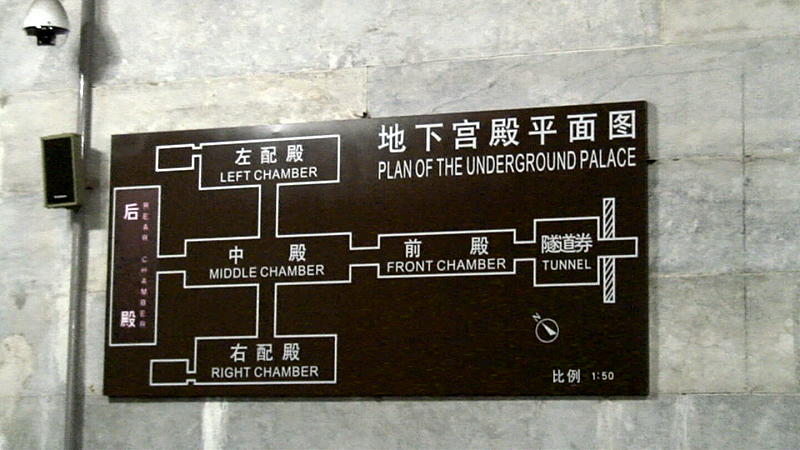 地下宫殿平面图
PLAN OF THE UNDERGROUND PALACE
左配殿
LEFT CHAMBER
后殿
REAR CHAMBER
中殿
MIDDLE CHAMBER
前殿
FRONT CHAMBER
隧道券
TUNNEL
右配殿
RIGHT CHAMBER
N
比例 1:50